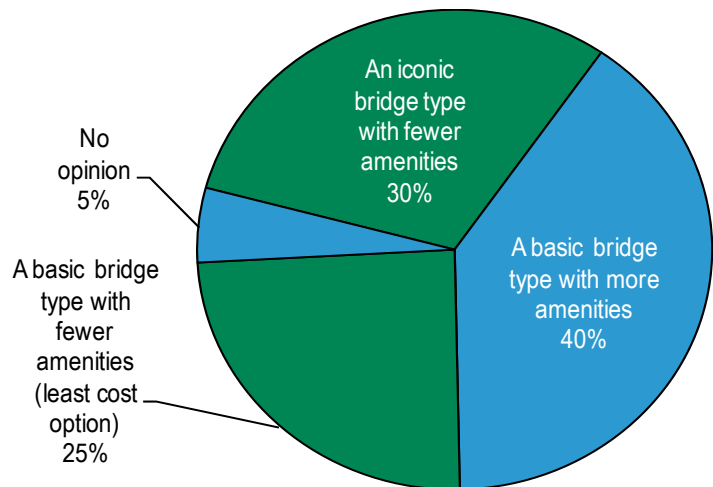 An iconic
bridge type
with fewer
amenities
30%
No
opinion
5%
A basic bridge
type with more
amenities
40%
A basic bridge
type with
fewer
amenities
(least cost
option)
25%